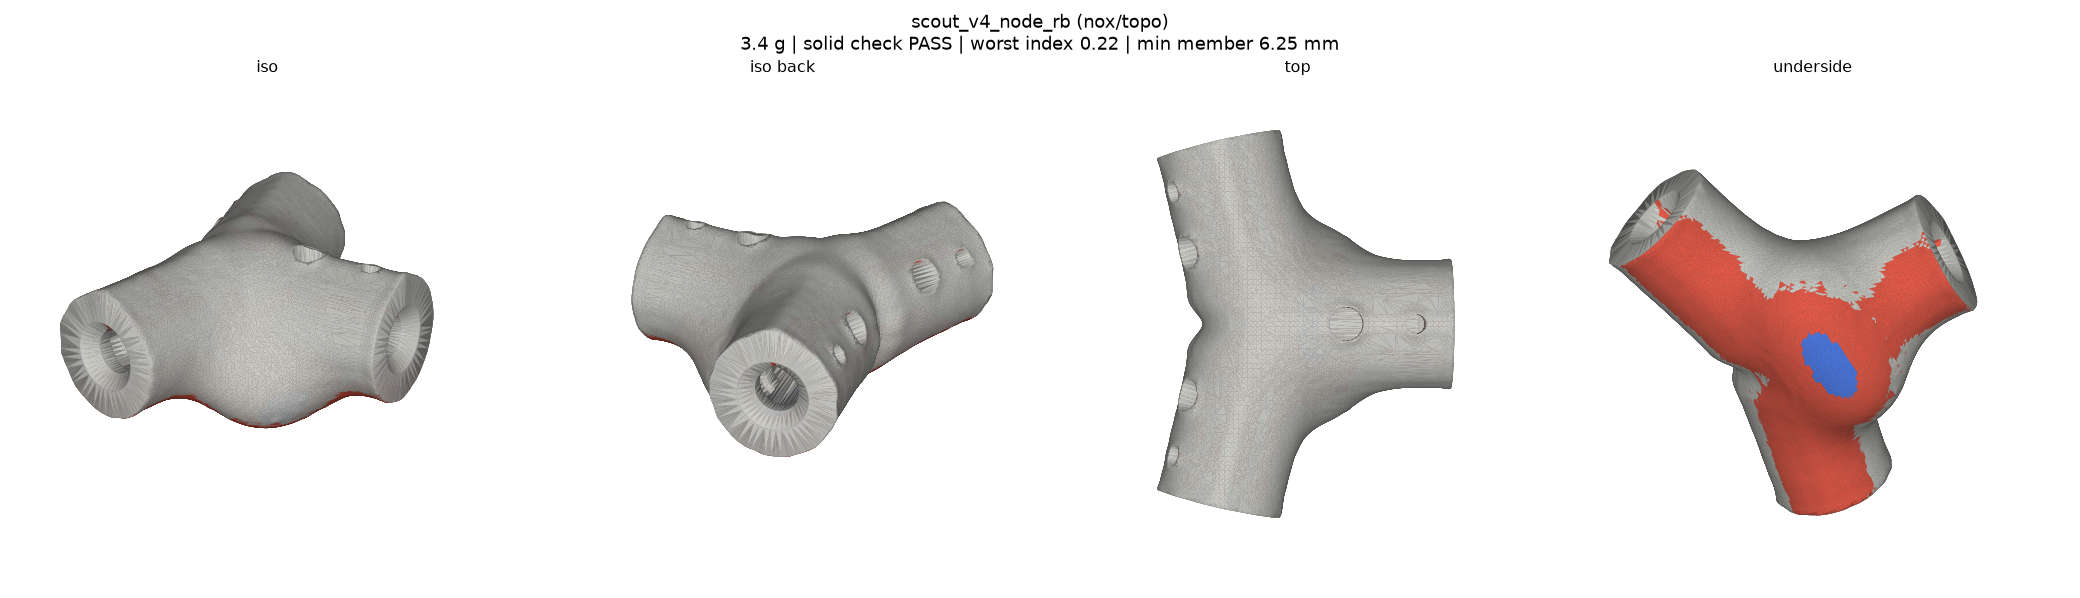 scout_v4_node_rb (nox/topo)
3.4 g | solid check PASS | worst index 0.22 | min member 6.25 mm
iso
iso back
top
underside